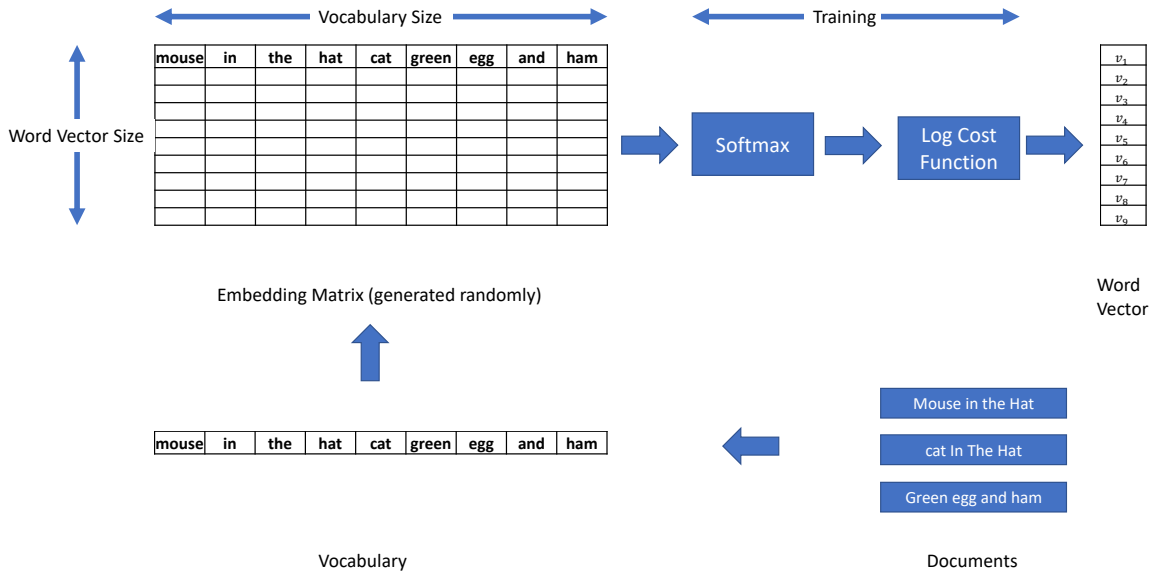 Vocabulary Size
Training
mouse in the hat cat green egg and ham
Word Vector Size
Softmax
Log Cost
Function
v₁
v₂
v₃
v₄
v₅
v₆
v₇
v₈
v₉
Embedding Matrix (generated randomly)
Word
Vector
mouse in the hat cat green egg and ham
Mouse in the Hat
cat In The Hat
Green egg and ham
Vocabulary
Documents